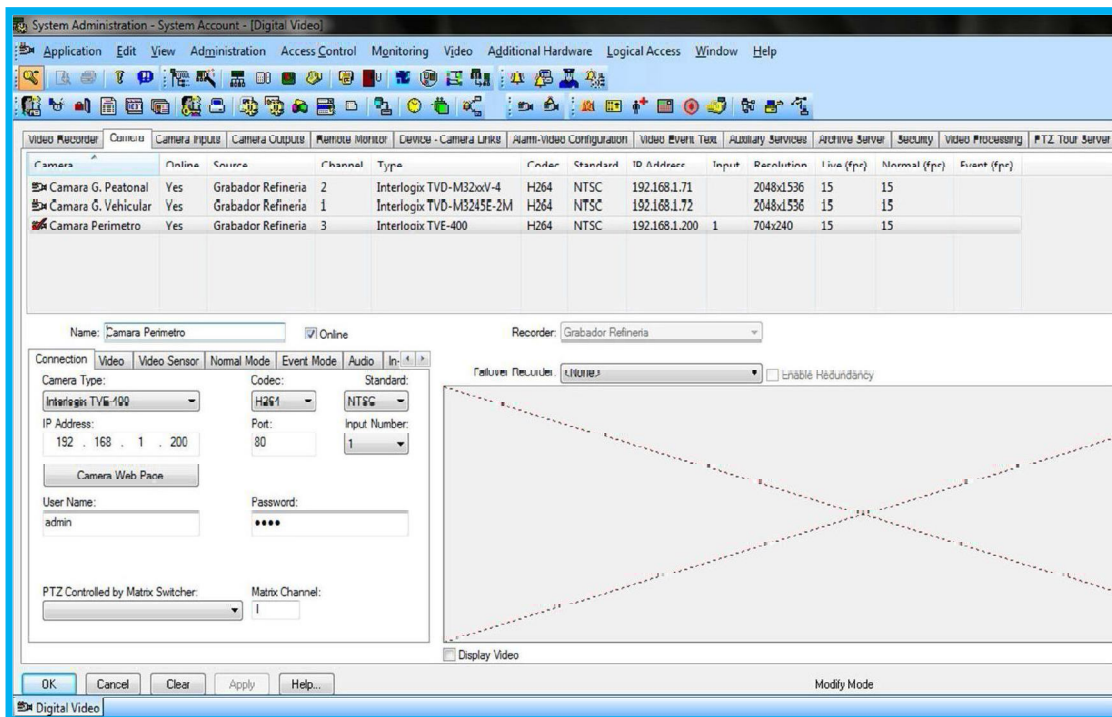 System Administration - System Account - [Digital Video]
Application Edit View Administration Access Control Monitoring Video Additional Hardware Logical Access Window Help
Video Recorder Camera Camera Inputs Camera Outputs Remote Monitor Device - Camera Links Alarm-Video Configuration Video Event Text Auxiliary Services Archive Server Security Video Processing PTZ Tour Server
Camera Online Source Channel Type Codec Standard IP Address Input Resolution Live (fps) Normal (fps) Event (fps)
Camara G. Peatonal Yes Grabador Refineria 2 Interlogix TVD-M32xxV-4 H264 NTSC 192.168.1.71 2048x1536 15 15
Camara G. Vehicular Yes Grabador Refineria 1 Interlogix TVD-M3245E-2M H264 NTSC 192.168.1.72 2048x1536 15 15
Camara Perimetro Yes Grabador Refineria 3 Interlogix TVE-400 H264 NTSC 192.168.1.200 1 704x240 15 15
Name: Camara Perimetro Online Recorder: Grabador Refineria
Connection Video Video Sensor Normal Mode Event Mode Audio In-
Failover Recorder: <None> Enable Redundancy
Camera Type: Codec: Standard:
Interlogix TVE-400 H264 NTSC
IP Address: Port: Input Number:
192 . 168 . 1 . 200 80 1
Camera Web Page
User Name: Password:
admin ••••
PTZ Controlled by Matrix Switcher: Matrix Channel:
Display Video
OK Cancel Clear Apply Help... Modify Mode
Digital Video